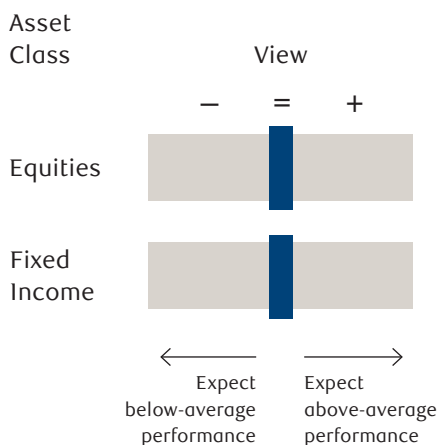 Asset
Class
View
– = +
Equities
Fixed
Income
Expect
below-average
performance
Expect
above-average
performance